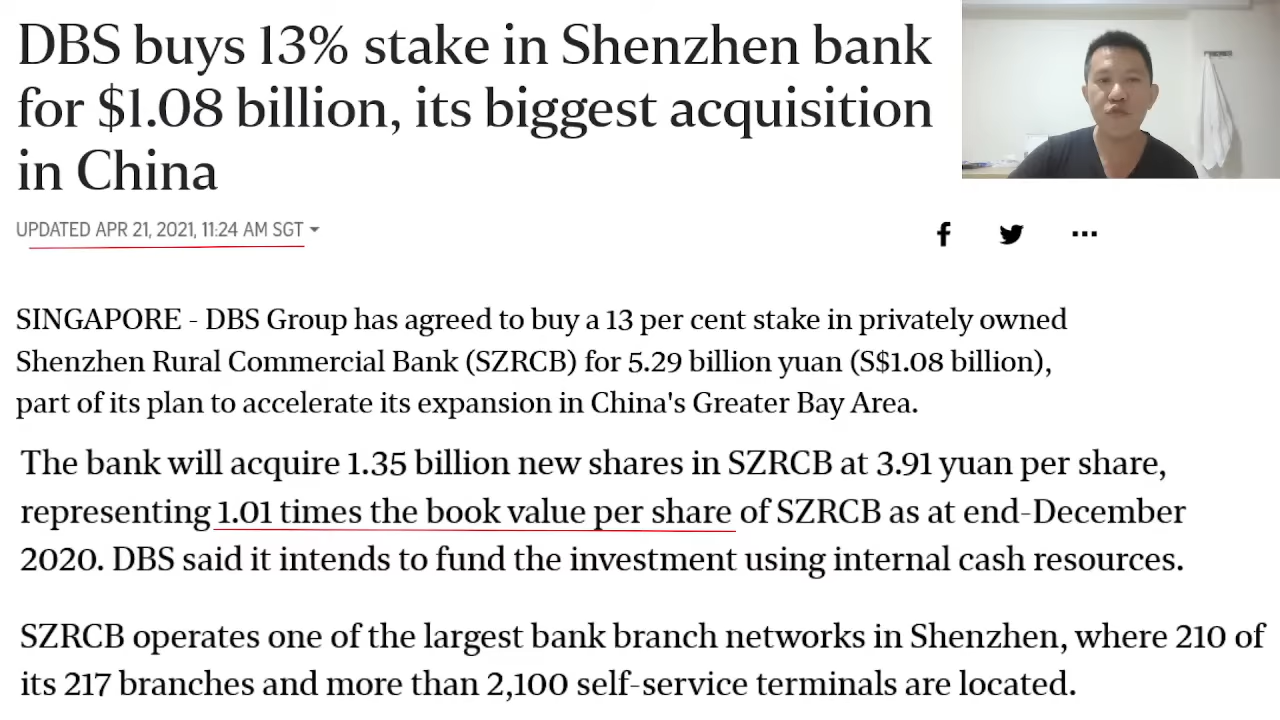 DBS buys 13% stake in Shenzhen bank
for $1.08 billion, its biggest acquisition
in China
UPDATED APR 21, 2021, 11:24 AM SGT
SINGAPORE - DBS Group has agreed to buy a 13 per cent stake in privately owned
Shenzhen Rural Commercial Bank (SZRCB) for 5.29 billion yuan (S$1.08 billion),
part of its plan to accelerate its expansion in China's Greater Bay Area.
The bank will acquire 1.35 billion new shares in SZRCB at 3.91 yuan per share,
representing 1.01 times the book value per share of SZRCB as at end-December
2020. DBS said it intends to fund the investment using internal cash resources.
SZRCB operates one of the largest bank branch networks in Shenzhen, where 210 of
its 217 branches and more than 2,100 self-service terminals are located.